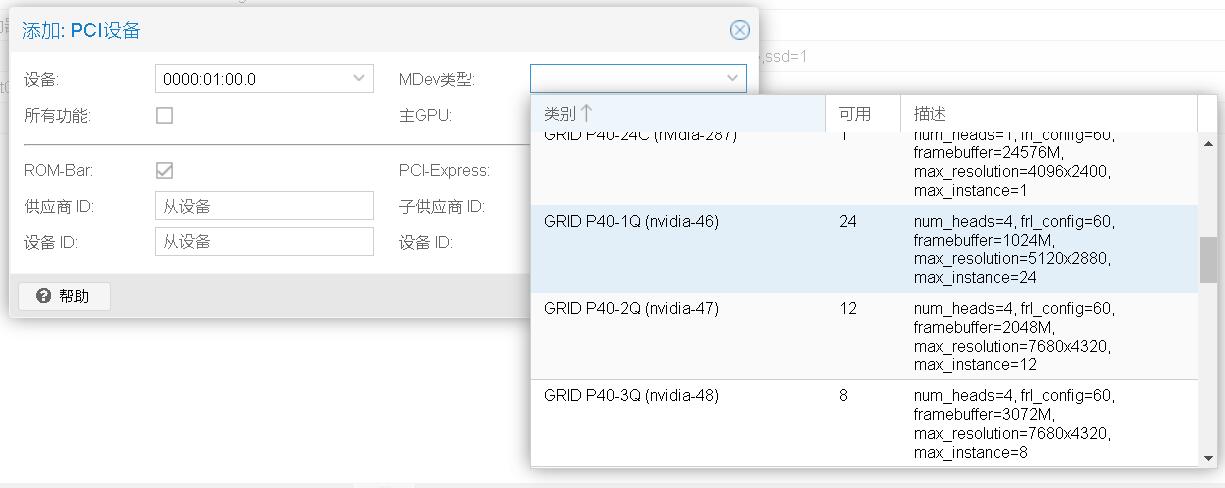 添加: PCI设备
,ssd=1
设备: 0000:01:00.0 MDev类型:
所有功能: 主GPU:
ROM-Bar: PCI-Express:
供应商 ID: 从设备 子供应商 ID:
设备 ID: 从设备 设备 ID:
帮助
类别 可用 描述
GRID P40-24C (nvidia-287) 1 num_heads=1, frl_config=60,
framebuffer=24576M,
max_resolution=4096x2400,
max_instance=1
GRID P40-1Q (nvidia-46) 24 num_heads=4, frl_config=60,
framebuffer=1024M,
max_resolution=5120x2880,
max_instance=24
GRID P40-2Q (nvidia-47) 12 num_heads=4, frl_config=60,
framebuffer=2048M,
max_resolution=7680x4320,
max_instance=12
GRID P40-3Q (nvidia-48) 8 num_heads=4, frl_config=60,
framebuffer=3072M,
max_resolution=7680x4320,
max_instance=8